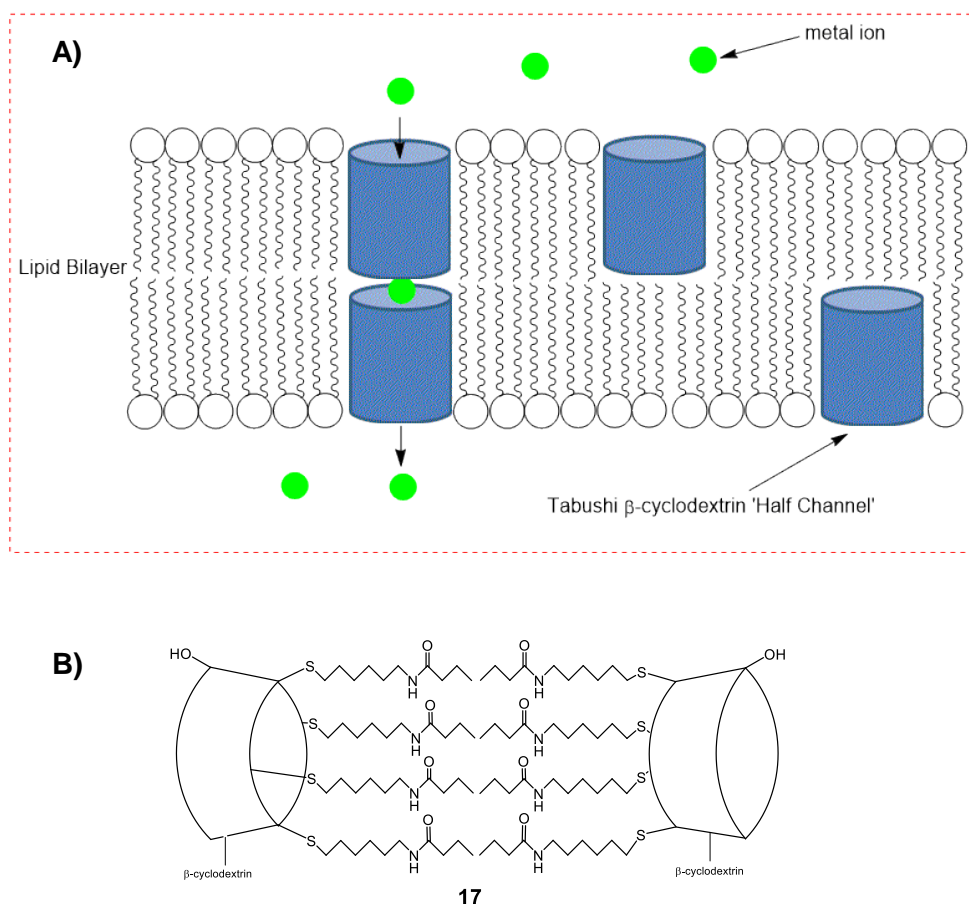 A)
metal ion
Lipid Bilayer
Tabushi β-cyclodextrin 'Half Channel'
B)
HO S O N H O N H S OH
S O N H O N H S
S O N H O N H S
S O N H O N H S
β-cyclodextrin β-cyclodextrin
17